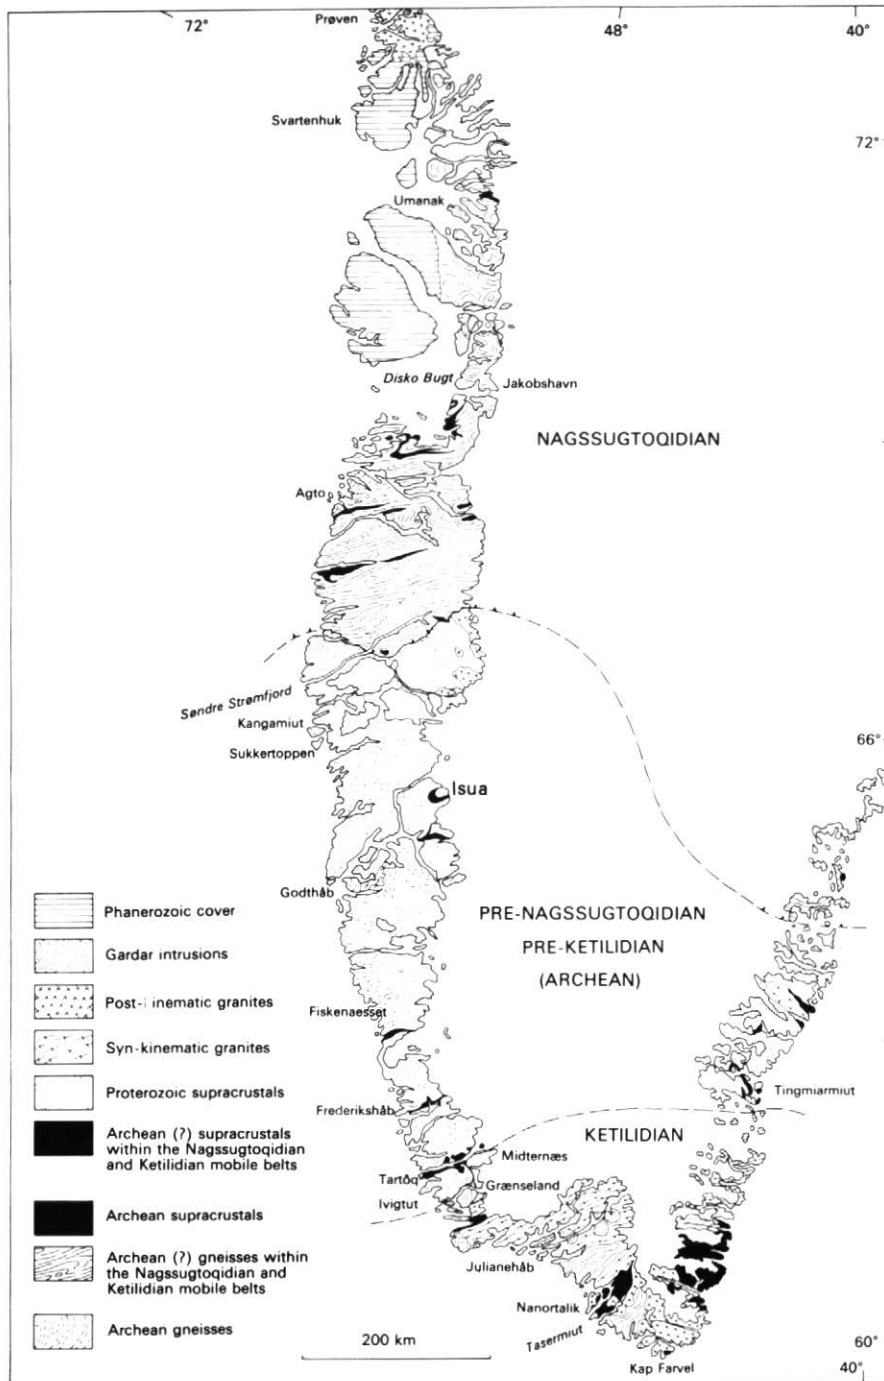 72°
48°
40°
Prøven
Svartenhuk
72°
Umanak
Disko Bugt
Jakobshavn
NAGSSUGTOQIDIAN
Agto
Søndre Strømfjord
Kangamiut
Sukkertoppen
66°
Isua
Godthåb
PRE-NAGSSUGTOQIDIAN
PRE-KETILIDIAN
(ARCHEAN)
Fiskenaesset
Tingmiarmiut
Frederikshåb
KETILIDIAN
Midternæs
Tartôq
Grænseland
Ivigtut
Julianehåb
Nanortalik
Tasermiut
Kap Farvel
60°
40°
Phanerozoic cover
Gardar intrusions
Post- inematic granites
Syn-kinematic granites
Proterozoic supracrustals
Archean (?) supracrustals
within the Nagssugtoqidian
and Ketilidian mobile belts
Archean supracrustals
Archean (?) gneisses within
the Nagssugtoqidian and
Ketilidian mobile belts
Archean gneisses
200 km